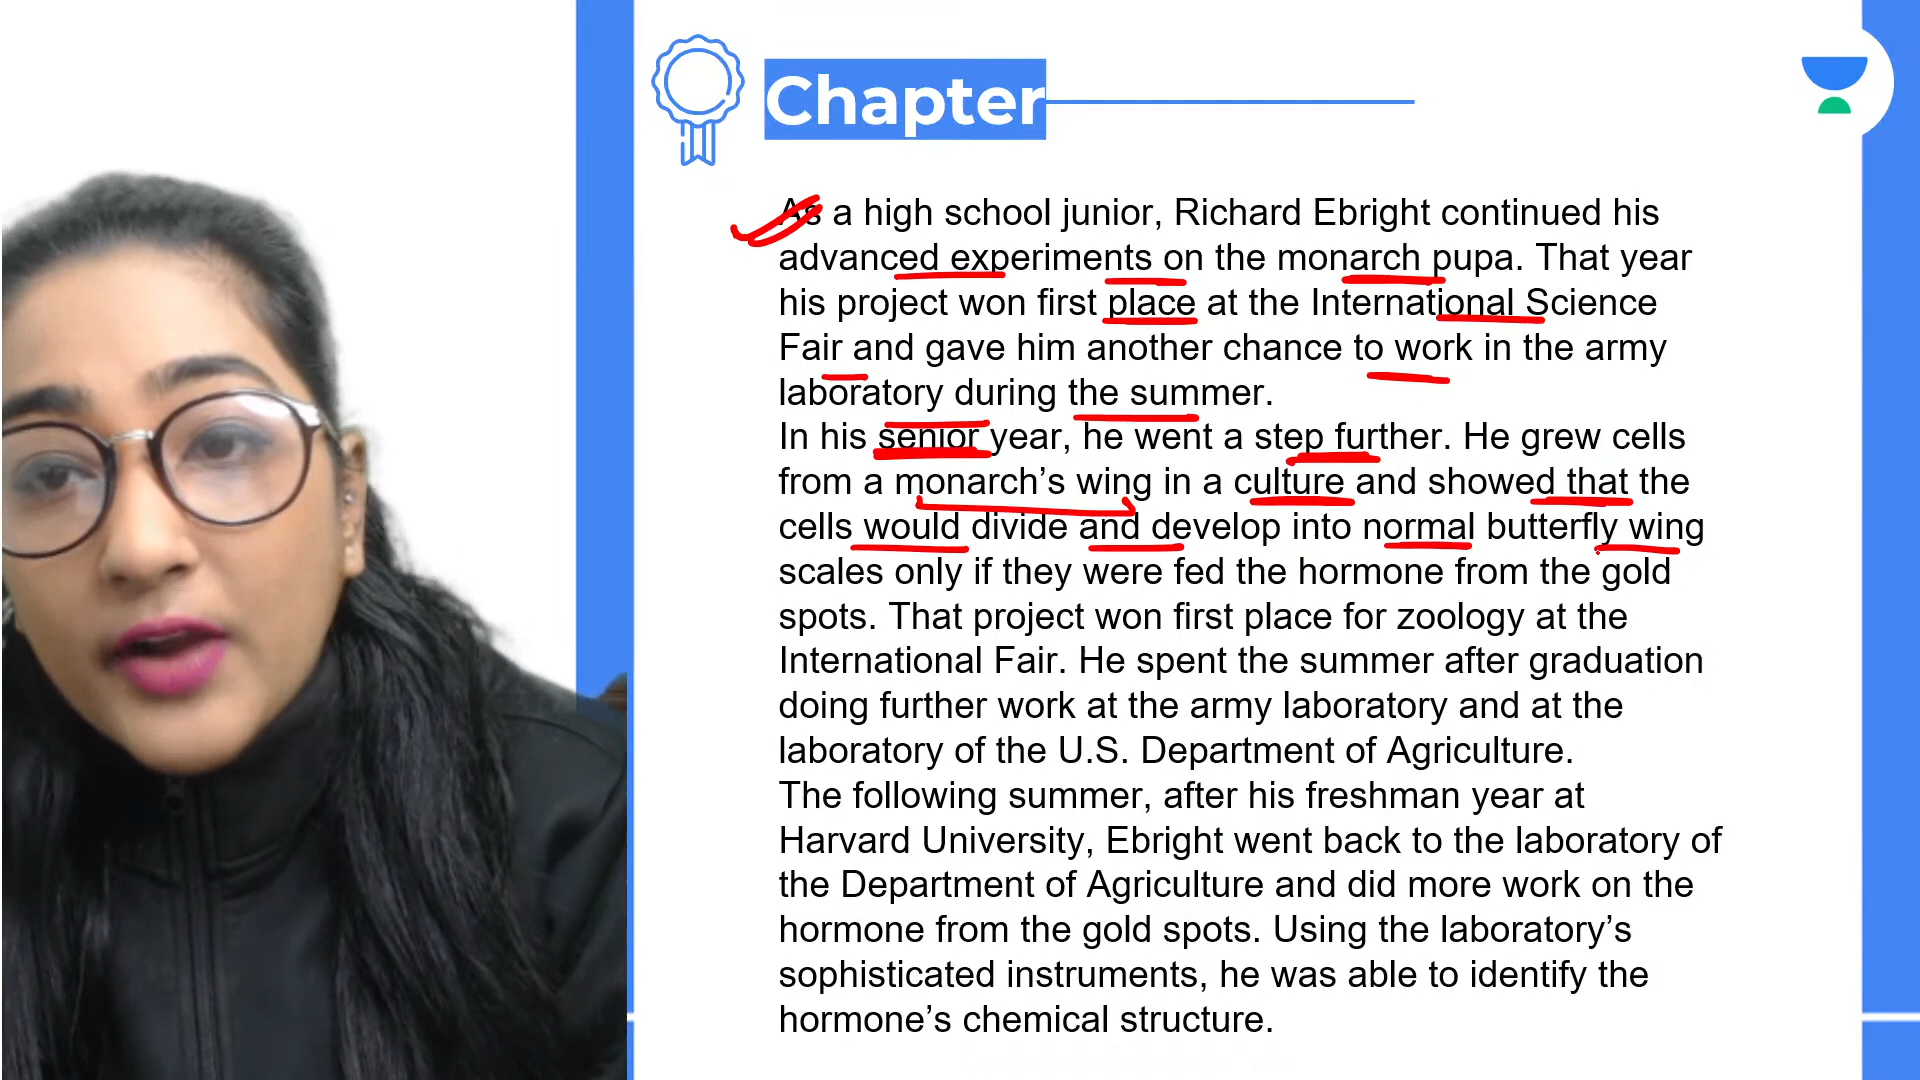 Chapter
As a high school junior, Richard Ebright continued his
advanced experiments on the monarch pupa. That year
his project won first place at the International Science
Fair and gave him another chance to work in the army
laboratory during the summer.
In his senior year, he went a step further. He grew cells
from a monarch’s wing in a culture and showed that the
cells would divide and develop into normal butterfly wing
scales only if they were fed the hormone from the gold
spots. That project won first place for zoology at the
International Fair. He spent the summer after graduation
doing further work at the army laboratory and at the
laboratory of the U.S. Department of Agriculture.
The following summer, after his freshman year at
Harvard University, Ebright went back to the laboratory of
the Department of Agriculture and did more work on the
hormone from the gold spots. Using the laboratory’s
sophisticated instruments, he was able to identify the
hormone’s chemical structure.